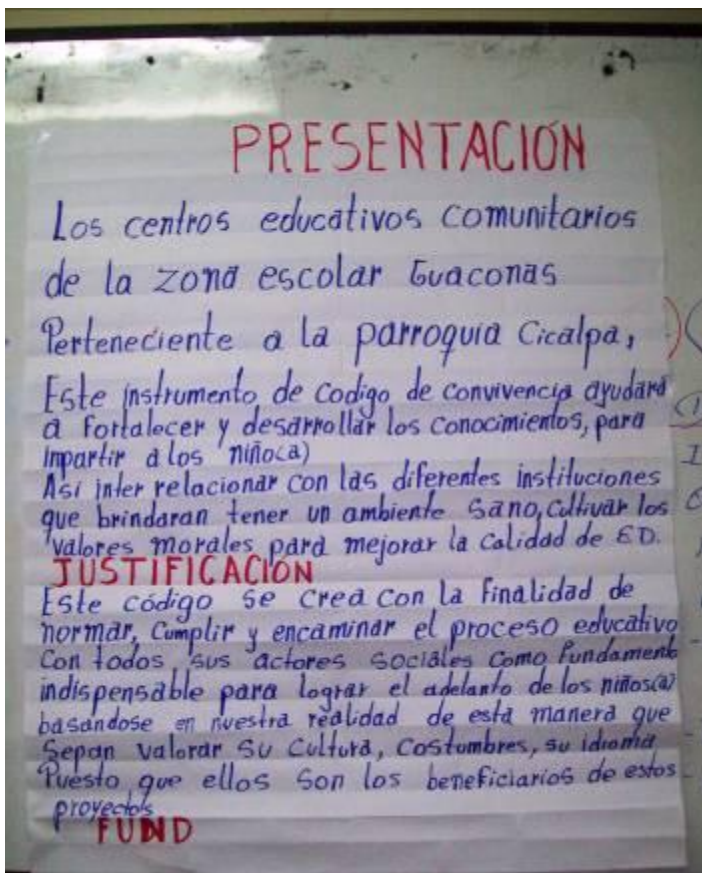 PRESENTACIÓN
Los centros educativos comunitarios
de la zona escolar Guaconas
Perteneciente a la parroquia Cicalpa,
Este instrumento de Codigo de convivencia ayudará
a fortalecer y desarrollar los conocimientos, para
impartir a los niño(a)
Así inter relacionar con las diferentes instituciones
que brindaran tener un ambiente sano, cultivar los
valores morales para mejorar la calidad de ED.
JUSTIFICACIÓN
Este código se crea con la finalidad de
normar, Cumplir y encaminar el proceso educativo
Con todos sus actores sociales como fundamento
indispensable para lograr el adelanto de los niños(a)
basandose en nuestra realidad de esta manera que
Sepan valorar su Cultura, Costumbres, su idioma
Puesto que ellos son los beneficiarios de estos
proyectos
FUND